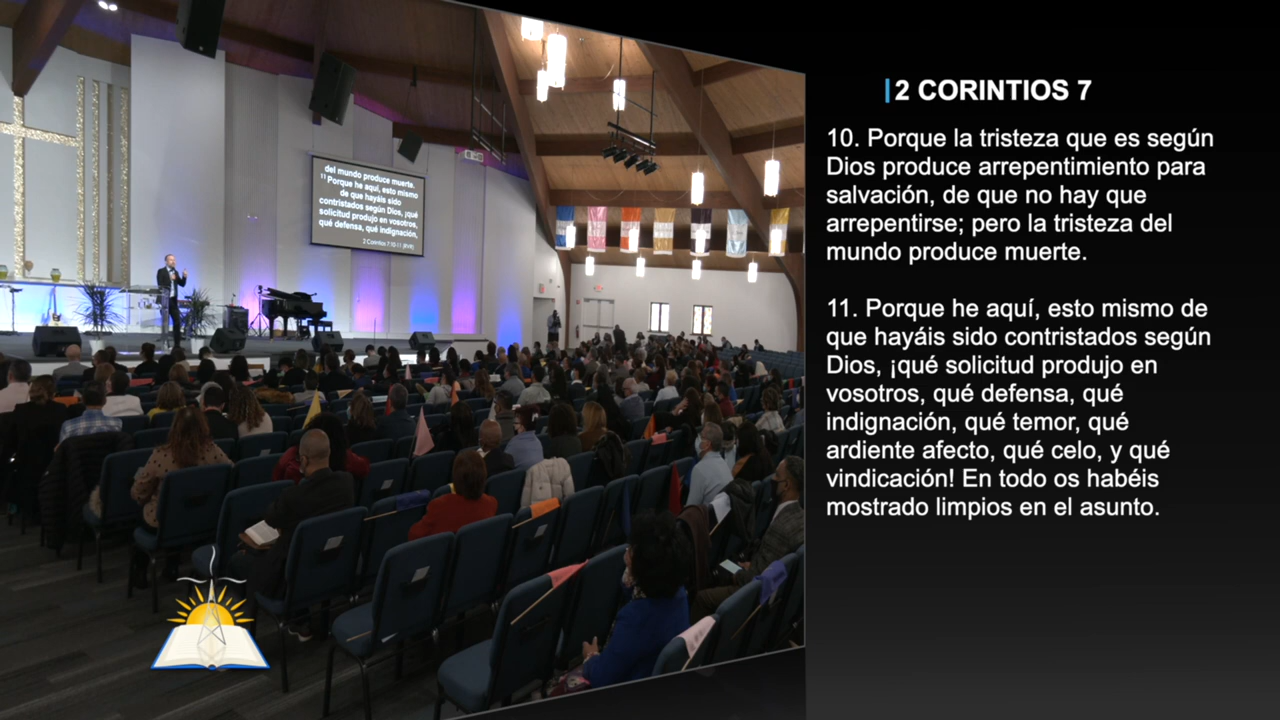 del mundo produce muerte.
11 Porque he aquí, esto mismo
de que hayáis sido
contristados según Dios, ¡qué
solicitud produjo en vosotros,
qué defensa, qué indignación,
2 Corintios 7:10-11 (RVR)
2 CORINTIOS 7
10. Porque la tristeza que es según
Dios produce arrepentimiento para
salvación, de que no hay que
arrepentirse; pero la tristeza del
mundo produce muerte.
11. Porque he aquí, esto mismo de
que hayáis sido contristados según
Dios, ¡qué solicitud produjo en
vosotros, qué defensa, qué
indignación, qué temor, qué
ardiente afecto, qué celo, y qué
vindicación! En todo os habéis
mostrado limpios en el asunto.